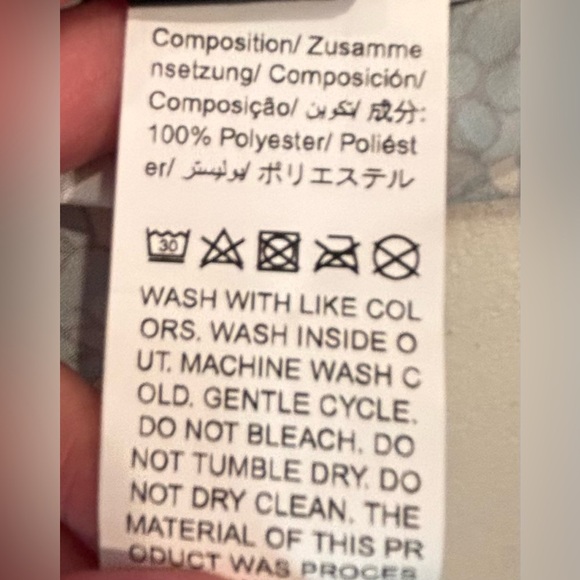 Composition/ Zusamme
nsetzung/ Composición/
Composição/ تكوين/ 成分:
100% Polyester/ Poliést
er/ بوليستر/ ポリエステル
30
WASH WITH LIKE COL
ORS. WASH INSIDE O
UT. MACHINE WASH C
OLD. GENTLE CYCLE.
DO NOT BLEACH. DO
NOT TUMBLE DRY. DO
NOT DRY CLEAN. THE
MATERIAL OF THIS PR
ODUCT WAS PROCES